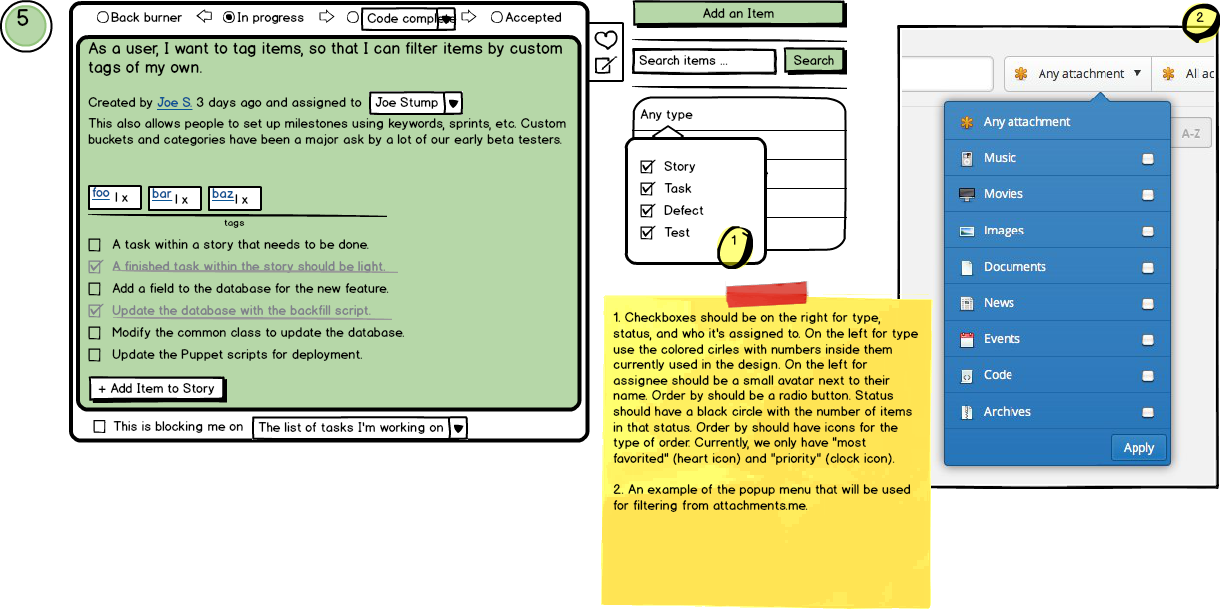 5
Back burner In progress Code comple Accepted
As a user, I want to tag items, so that I can filter items by custom
tags of my own.
Created by Joe S. 3 days ago and assigned to Joe Stump
This also allows people to set up milestones using keywords, sprints, etc. Custom
buckets and categories have been a major ask by a lot of our early beta testers.
foo | x bar | x baz | x
tags
A task within a story that needs to be done.
A finished task within the story should be light.
Add a field to the database for the new feature.
Update the database with the backfill script.
Modify the common class to update the database.
Update the Puppet scripts for deployment.
+ Add Item to Story
This is blocking me on The list of tasks I'm working on
Add an Item
Search items ... Search
Any type
Story
Task
Defect
Test
1
1. Checkboxes should be on the right for type,
status, and who it's assigned to. On the left for type
use the colored cirles with numbers inside them
currently used in the design. On the left for
assignee should be a small avatar next to their
name. Order by should be a radio button. Status
should have a black circle with the number of items
in that status. Order by should have icons for the
type of order. Currently, we only have "most
favorited" (heart icon) and "priority" (clock icon).
2. An example of the popup menu that will be used
for filtering from attachments.me.
2
Any attachment All ac
A-Z
Any attachment
Music
Movies
Images
Documents
News
Events
Code
Archives
Apply